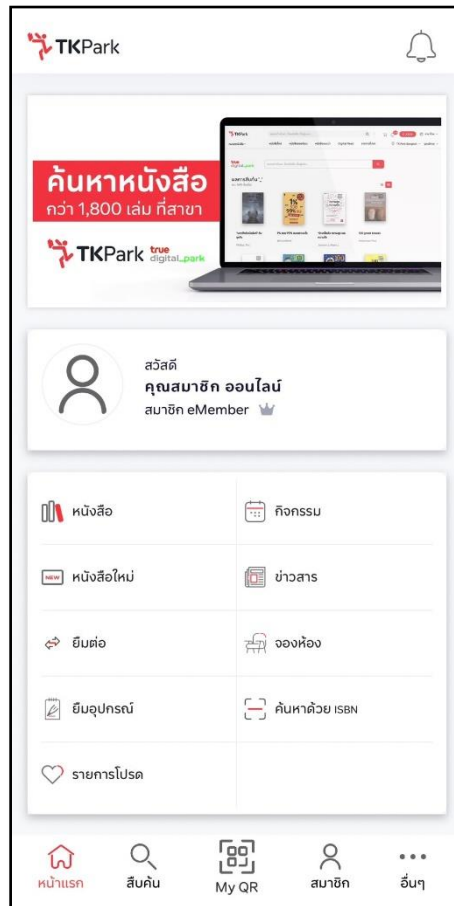 TKPark
ค้นหาหนังสือ
กว่า 1,800 เล่ม ที่สาขา
TKPark true digital_park
สวัสดี
คุณสมาชิก ออนไลน์
สมาชิก eMember
หนังสือ
กิจกรรม
NEW หนังสือใหม่
ข่าวสาร
ยืมต่อ
จองห้อง
ยืมอุปกรณ์
ค้นหาด้วย ISBN
รายการโปรด
หน้าแรก
สืบค้น
My QR
สมาชิก
อื่นๆ